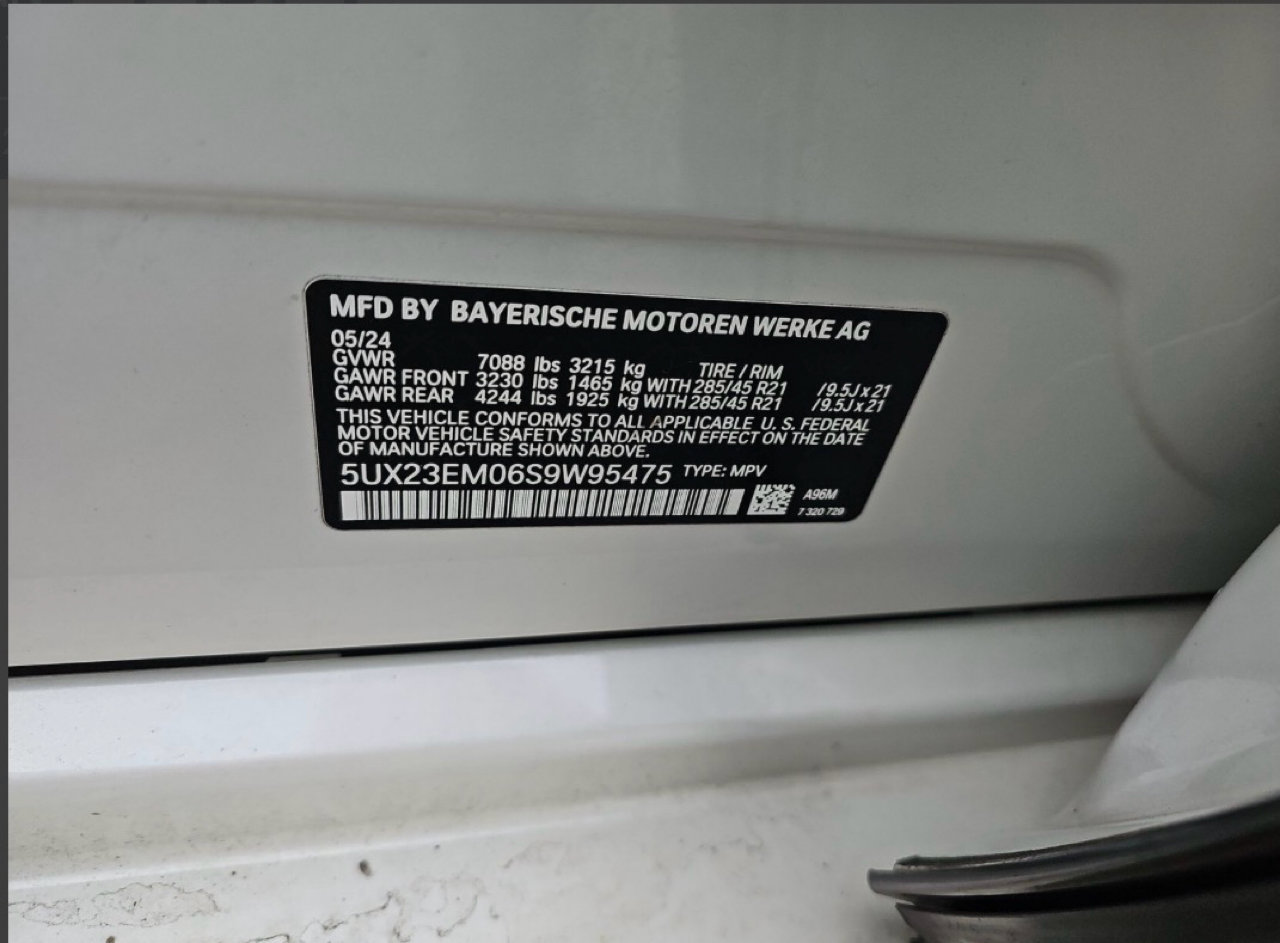 MFD BY BAYERISCHE MOTOREN WERKE AG
05/24
GVWR 7088 lbs 3215 kg TIRE / RIM
GAWR FRONT 3230 lbs 1465 kg WITH 285/45 R21 /9.5J x 21
GAWR REAR 4244 lbs 1925 kg WITH 285/45 R21 /9.5J x 21
THIS VEHICLE CONFORMS TO ALL APPLICABLE U. S. FEDERAL
MOTOR VEHICLE SAFETY STANDARDS IN EFFECT ON THE DATE
OF MANUFACTURE SHOWN ABOVE.
5UX23EM06S9W95475 TYPE: MPV
A96M
7 320 729